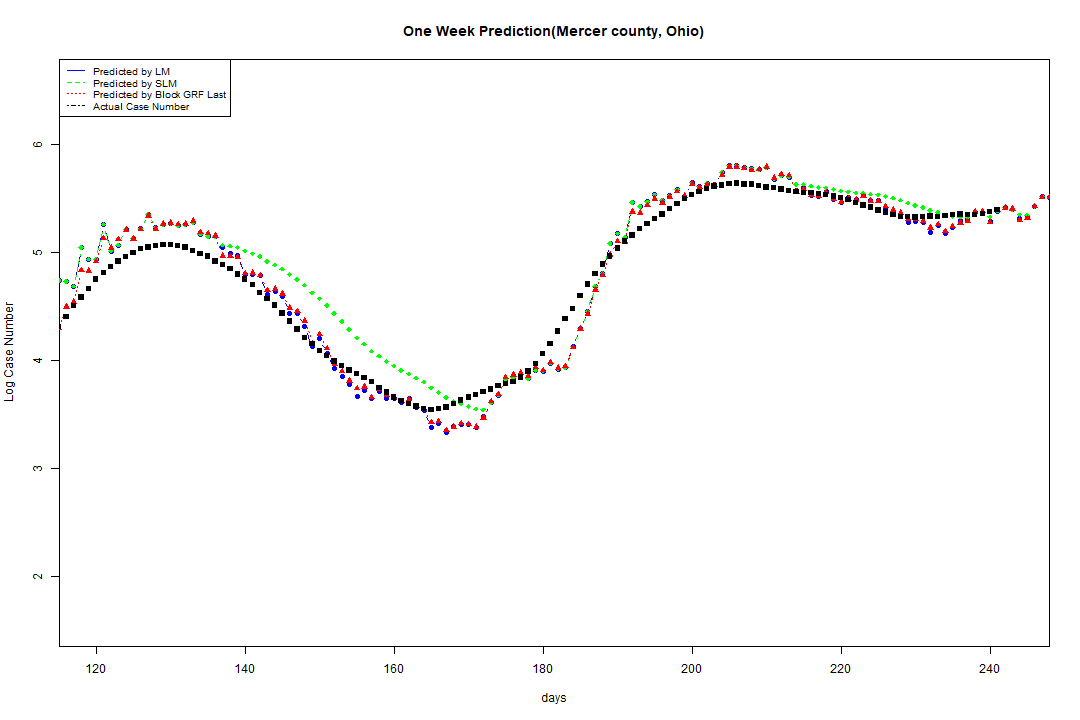 One Week Prediction(Mercer county, Ohio)
Predicted by LM
Predicted by SLM
Predicted by Block GRF Last
Actual Case Number
Log Case Number
6
5
4
3
2
120 140 160 180 200 220 240
days